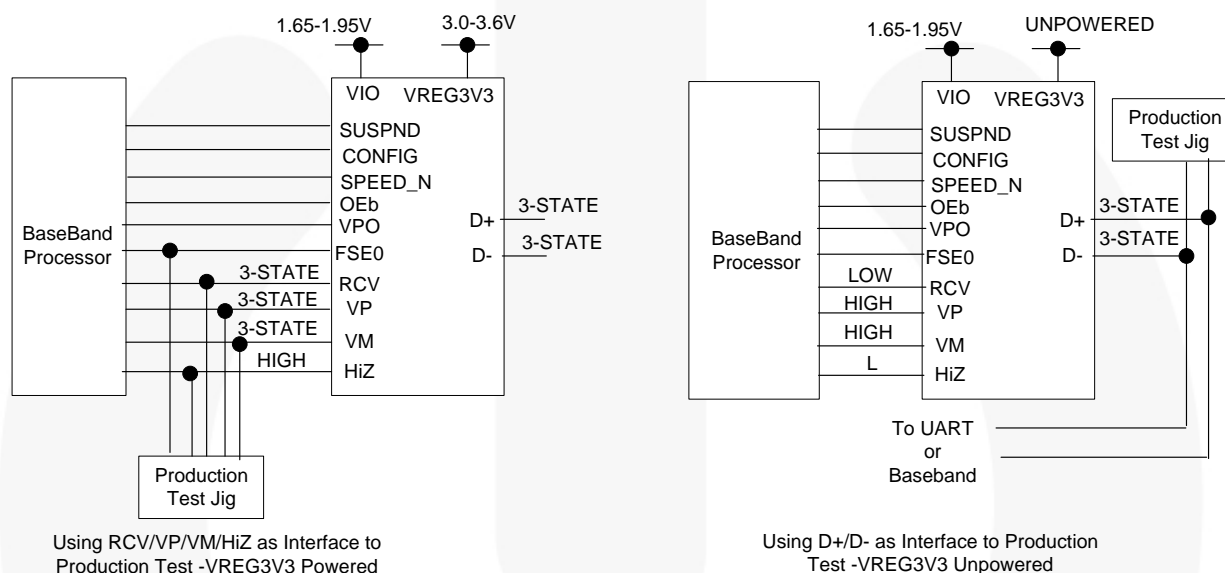 1.65-1.95V
3.0-3.6V
VIO
VREG3V3
SUSPND
CONFIG
SPEED_N
OEb
VPO
FSE0
RCV
VP
VM
HiZ
BaseBand
Processor
3-STATE
3-STATE
3-STATE
HIGH
D+
D-
3-STATE
3-STATE
Production
Test Jig
Using RCV/VP/VM/HiZ as Interface to
Production Test -VREG3V3 Powered
1.65-1.95V
UNPOWERED
VIO
VREG3V3
SUSPND
CONFIG
SPEED_N
OEb
VPO
FSE0
RCV
VP
VM
HiZ
BaseBand
Processor
LOW
HIGH
HIGH
L
D+
D-
3-STATE
3-STATE
Production
Test Jig
To UART
or
Baseband
Using D+/D- as Interface to Production
Test -VREG3V3 Unpowered